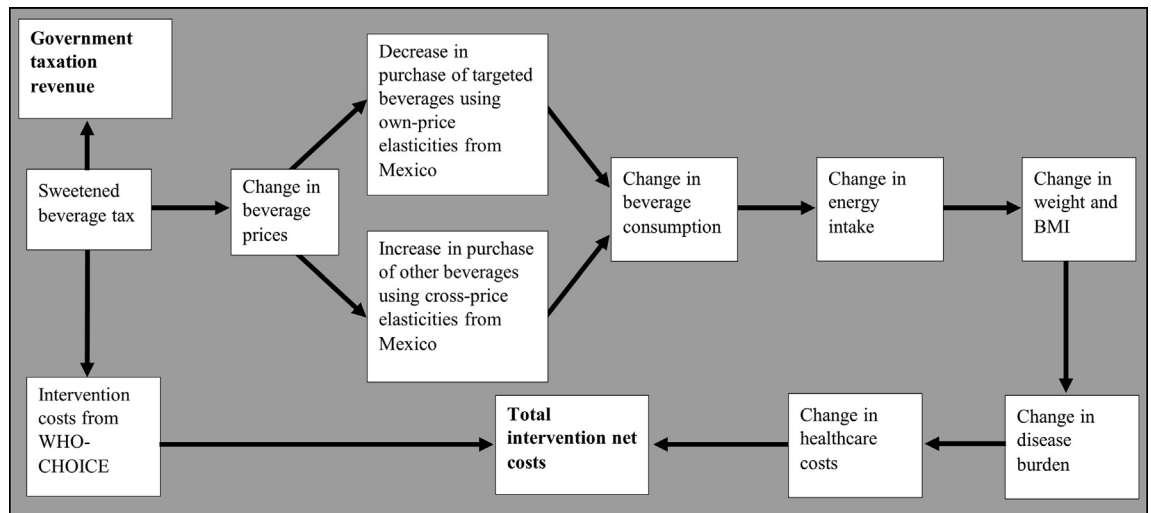 Government
taxation
revenue
Sweetened
beverage tax
Intervention
costs from
WHO-
CHOICE
Change in
beverage
prices
Decrease in
purchase of targeted
beverages using
own-price
elasticities from
Mexico
Increase in purchase
of other beverages
using cross-price
elasticities from
Mexico
Change in
beverage
consumption
Change in
energy
intake
Change in
weight and
BMI
Change in
disease
burden
Change in
healthcare
costs
Total
intervention net
costs